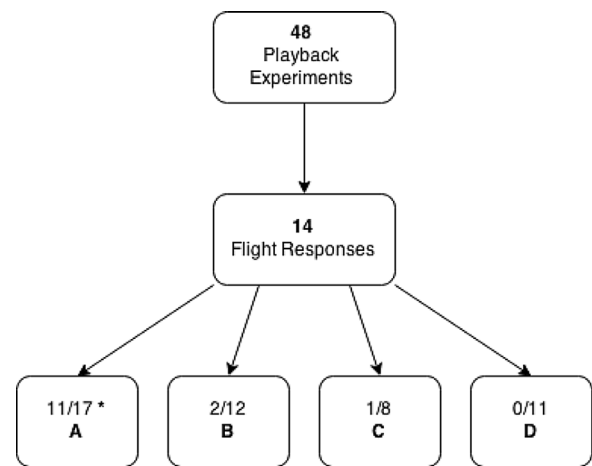 48
Playback
Experiments
14
Flight Responses
11/17 *
A
2/12
B
1/8
C
0/11
D